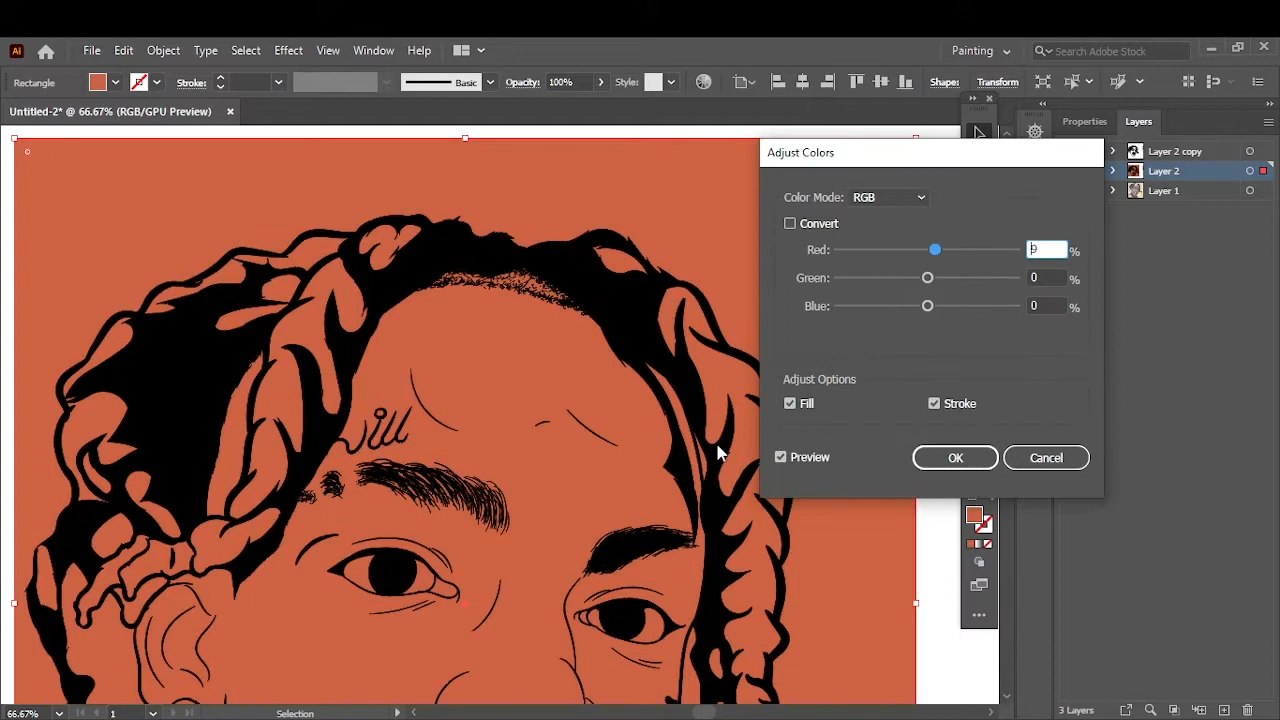 Ai File Edit Object Type Select Effect View Window Help Painting Search Adobe Stock
Rectangle Stroke: Basic Opacity: 100% Style: Shape: Transform
Untitled-2* @ 66.67% (RGB/GPU Preview)
Properties Layers
Layer 2 copy
Layer 2
Layer 1
Adjust Colors
Color Mode: RGB
Convert
Red: %
Green: 0 %
Blue: 0 %
Adjust Options
Fill Stroke
Preview OK Cancel
66.67% 1 Selection 3 Layers